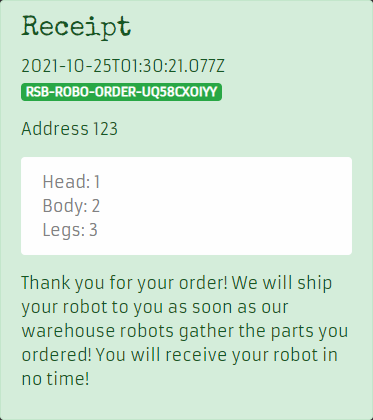 Receipt
2021-10-25T01:30:21.077Z
RSB-ROBO-ORDER-UQ58CXOIYY
Address 123
Head: 1
Body: 2
Legs: 3
Thank you for your order! We will ship
your robot to you as soon as our
warehouse robots gather the parts you
ordered! You will receive your robot in
no time!